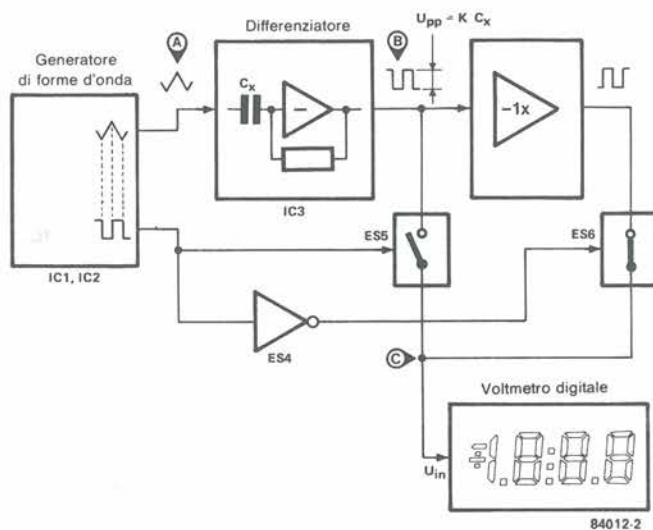 Generatore
di forme d'onda
A
Differenziatore
B
Upp = K Cx
Cx
−
−1x
IC3
IC1, IC2
ES5
ES6
ES4
C
Voltmetro digitale
Uin
84012-2